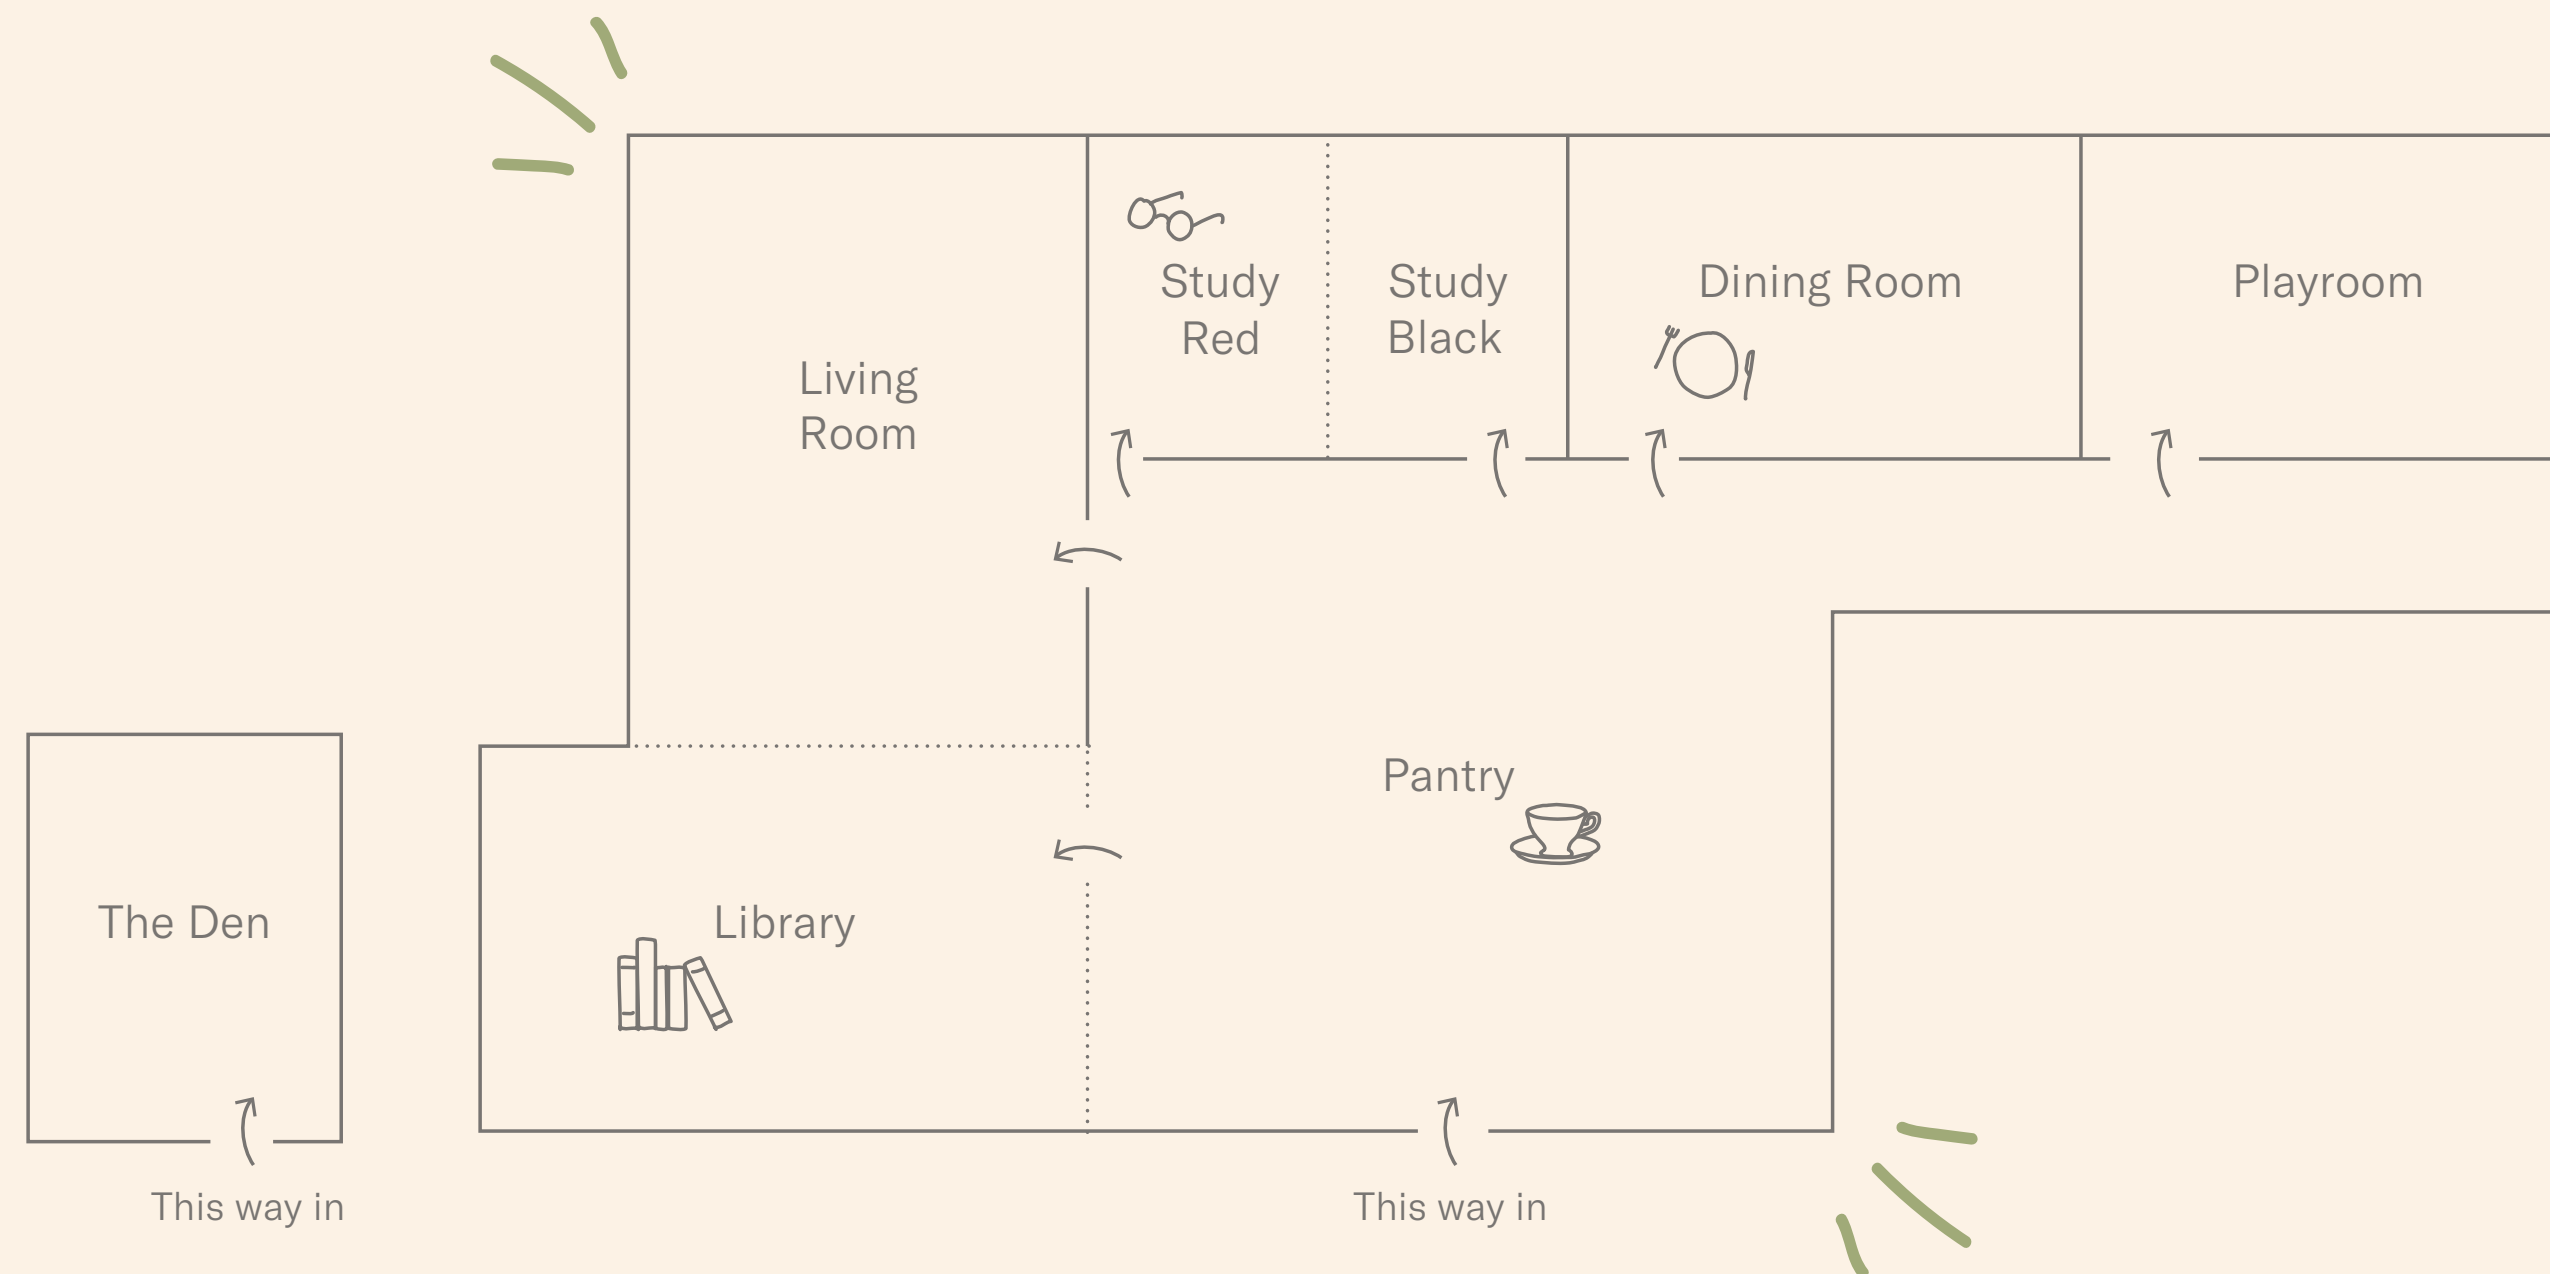 Study
Red
Study
Black
Dining Room
Playroom
Living
Room
Pantry
The Den
Library
This way in
This way in